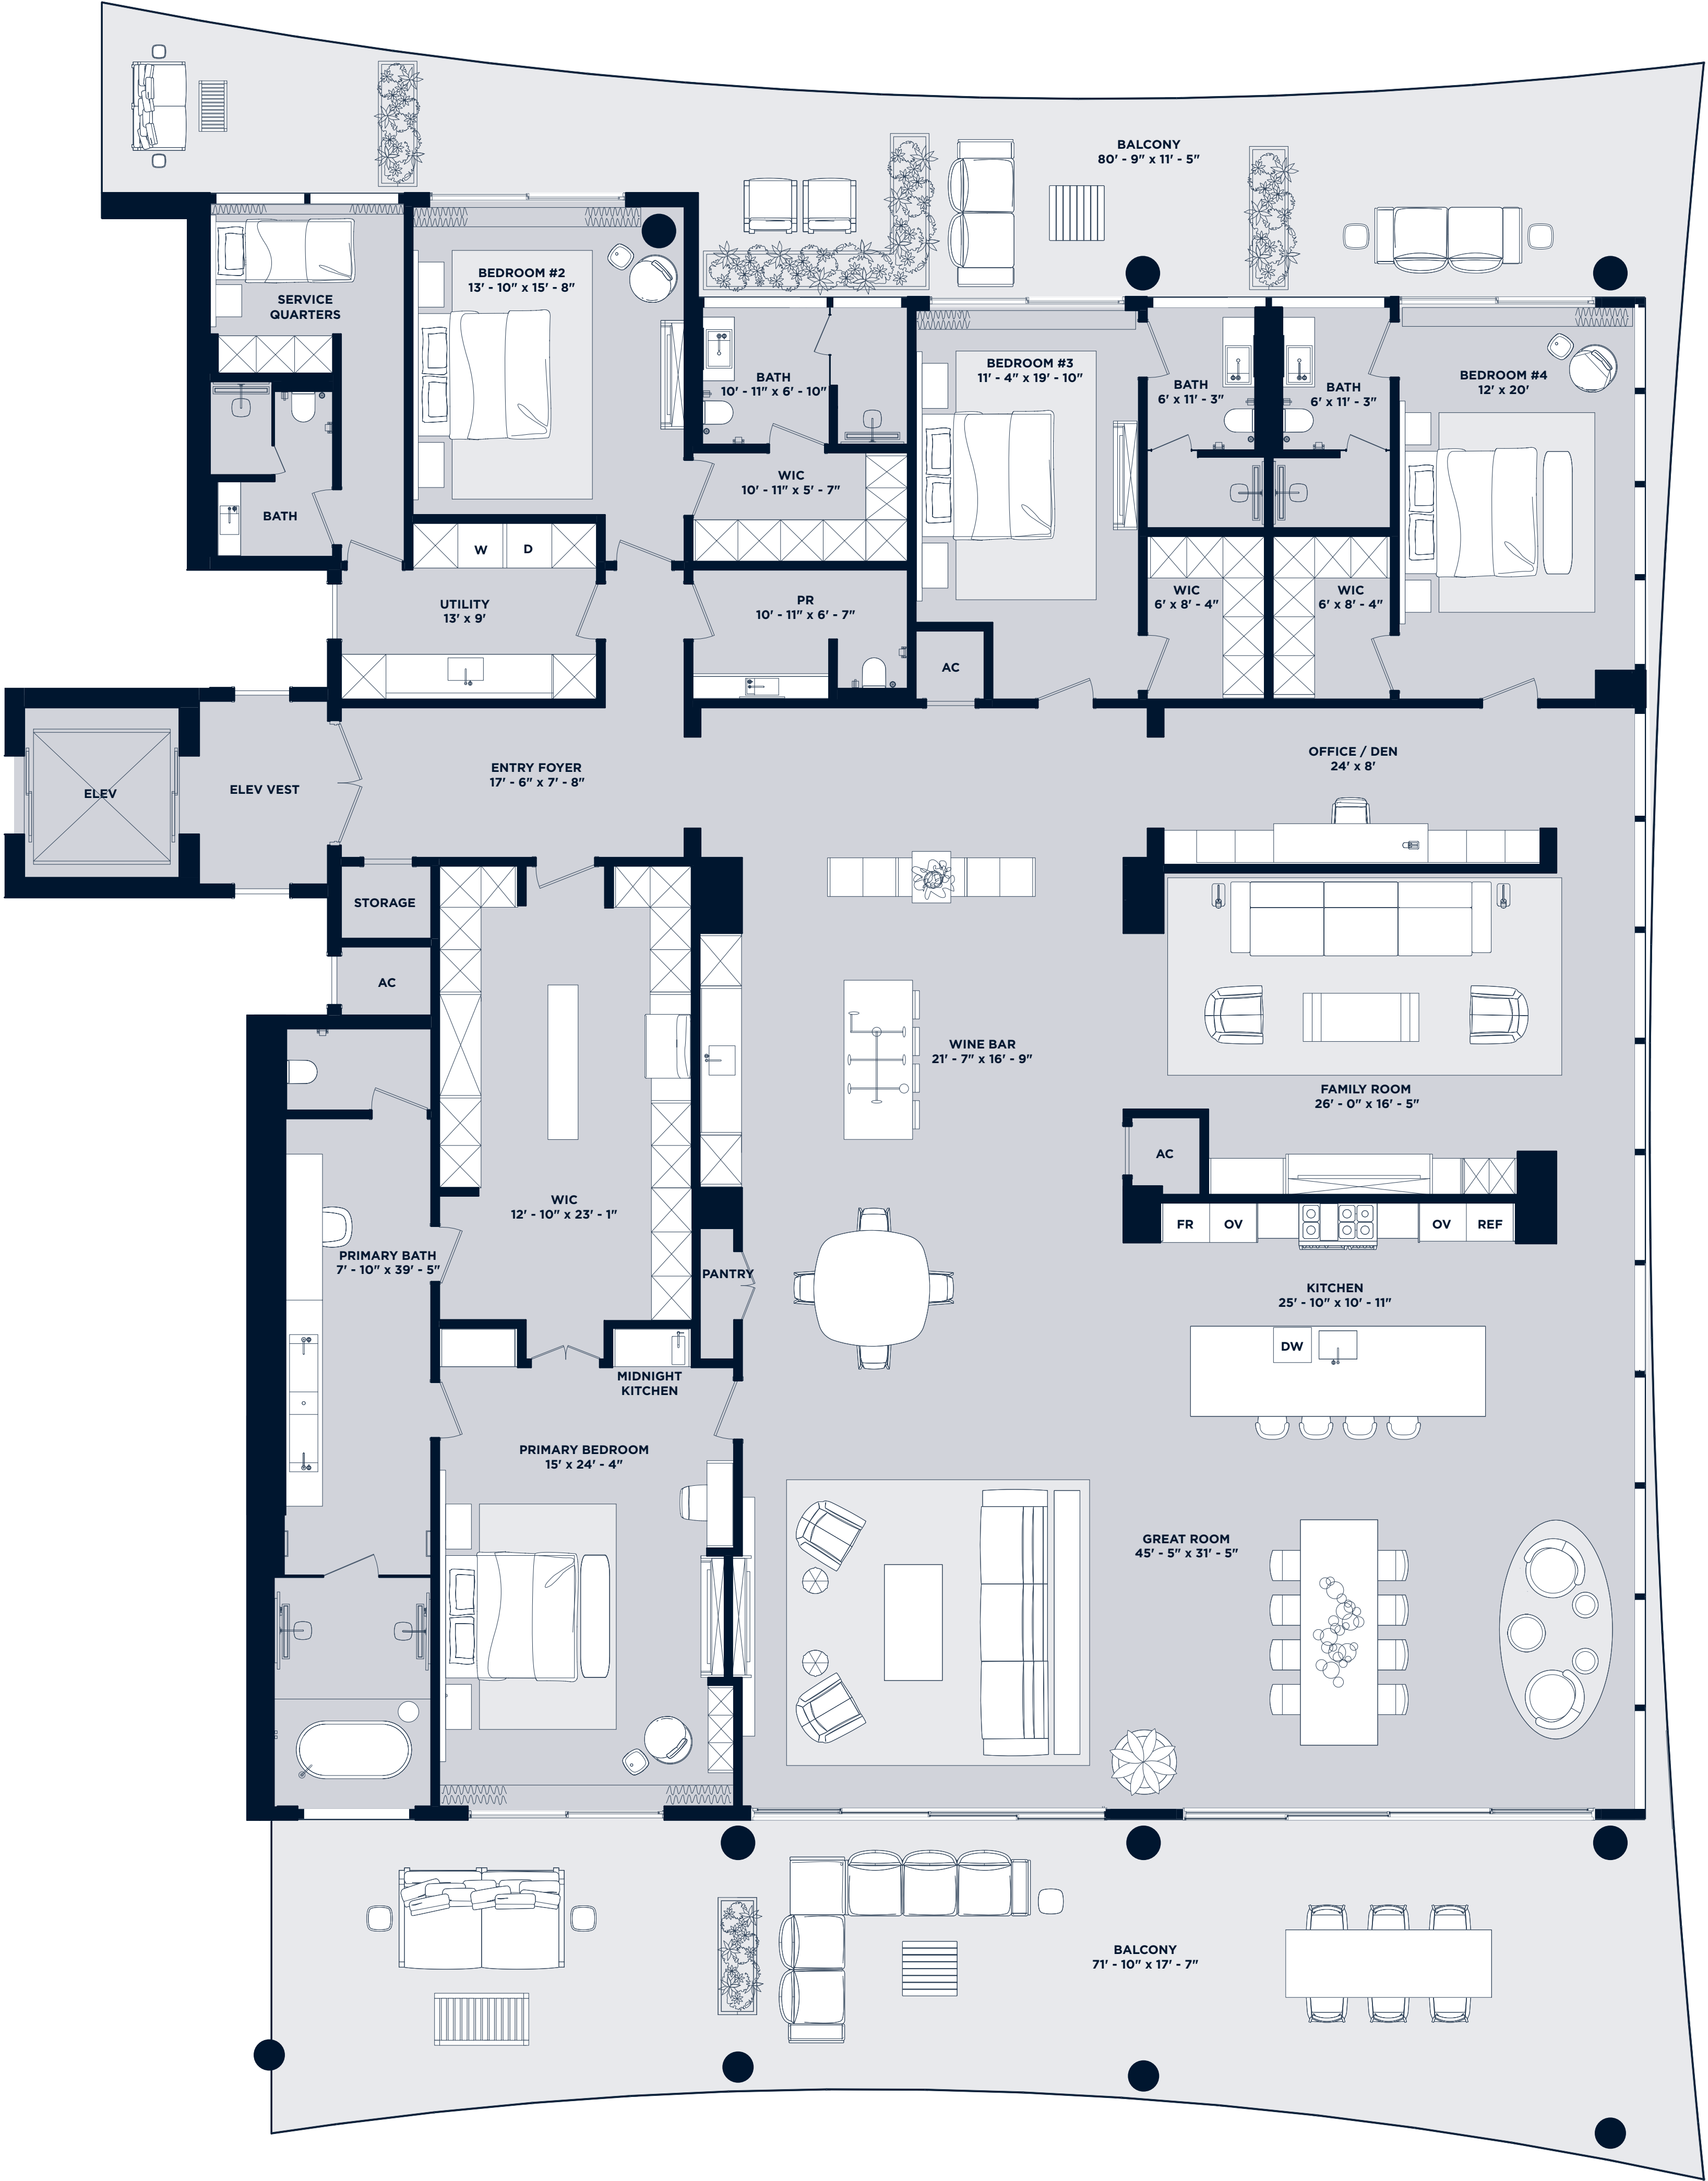 BALCONY
80' - 9" x 11' - 5"
BEDROOM #2
13' - 10" x 15' - 8"
SERVICE
QUARTERS
BEDROOM #3
11' - 4" x 19' - 10"
BATH
10' - 11" x 6' - 10"
BATH
6' x 11' - 3"
BATH
6' x 11' - 3"
BEDROOM #4
12' x 20'
WIC
10' - 11" x 5' - 7"
BATH
W
D
WIC
6' x 8' - 4"
WIC
6' x 8' - 4"
UTILITY
13' x 9'
PR
10' - 11" x 6' - 7"
AC
OFFICE / DEN
24' x 8'
ENTRY FOYER
17' - 6" x 7' - 8"
ELEV
ELEV VEST
STORAGE
AC
WINE BAR
21' - 7" x 16' - 9"
FAMILY ROOM
26' - 0" x 16' - 5"
AC
WIC
12' - 10" x 23' - 1"
FR
OV
OV
REF
PRIMARY BATH
7' - 10" x 39' - 5"
PANTRY
KITCHEN
25' - 10" x 10' - 11"
DW
MIDNIGHT
KITCHEN
PRIMARY BEDROOM
15' x 24' - 4"
GREAT ROOM
45' - 5" x 31' - 5"
BALCONY
71' - 10" x 17' - 7"